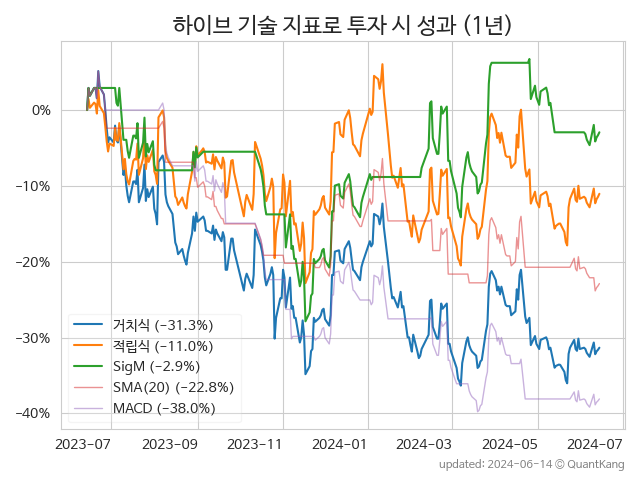 하이브 기술 지표로 투자 시 성과 (1년)
0%
−10%
−20%
−30%
−40%
거치식 (−31.3%)
적립식 (−11.0%)
SigM (−2.9%)
SMA(20) (−22.8%)
MACD (−38.0%)
2023−07 2023−09 2023−11 2024−01 2024−03 2024−05 2024−07
updated: 2024−06−14 ⓒ QuantKang